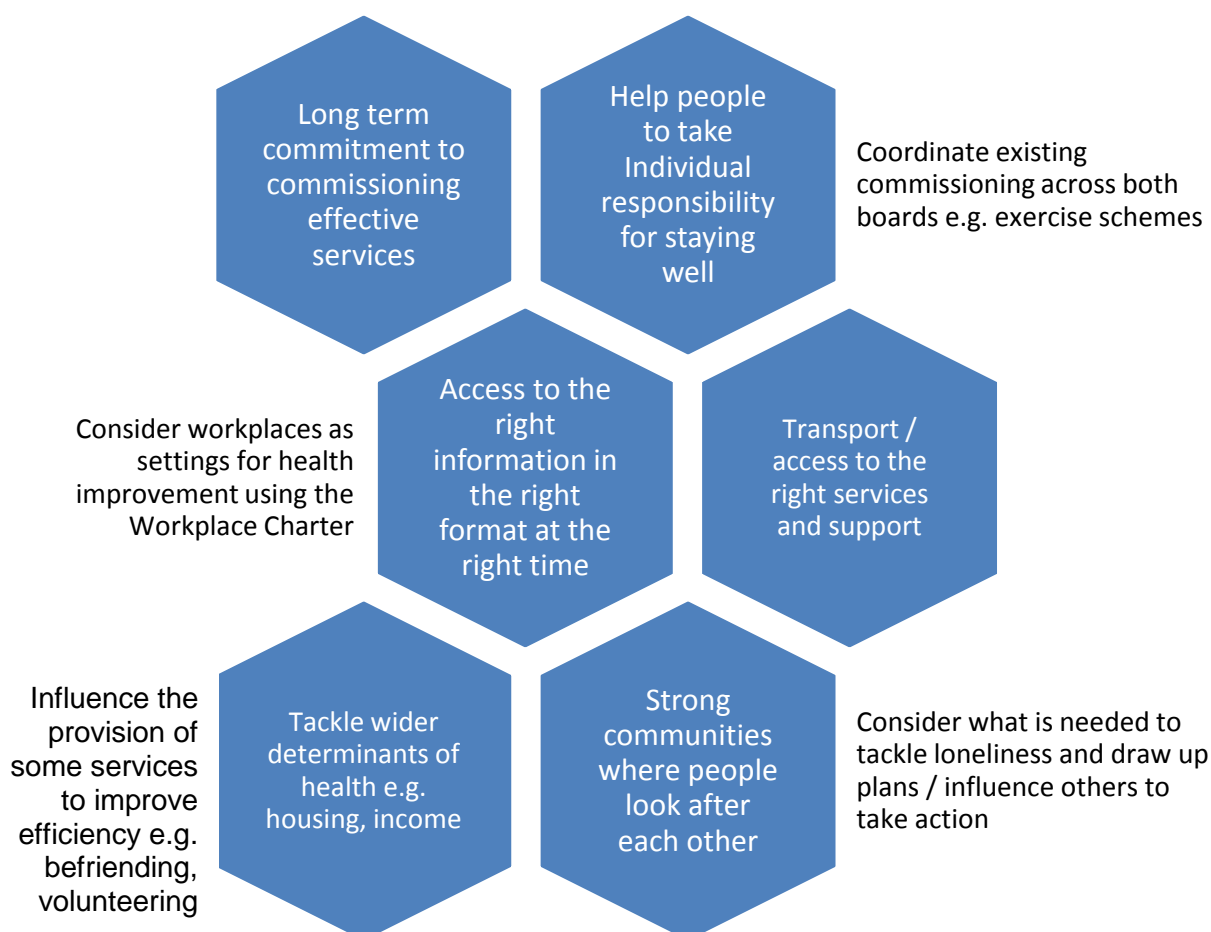 Long term
commitment to
commissioning
effective
services
Help people
to take
Individual
responsibility
for staying
well
Coordinate existing
commissioning across both
boards e.g. exercise schemes
Consider workplaces as
settings for health
improvement using the
Workplace Charter
Access to the
right
information in
the right
format at the
right time
Transport /
access to the
right services
and support
Influence the
provision of
some services
to improve
efficiency e.g.
befriending,
volunteering
Tackle wider
determinants of
health e.g.
housing, income
Strong
communities
where people
look after
each other
Consider what is needed to
tackle loneliness and draw up
plans / influence others to
take action